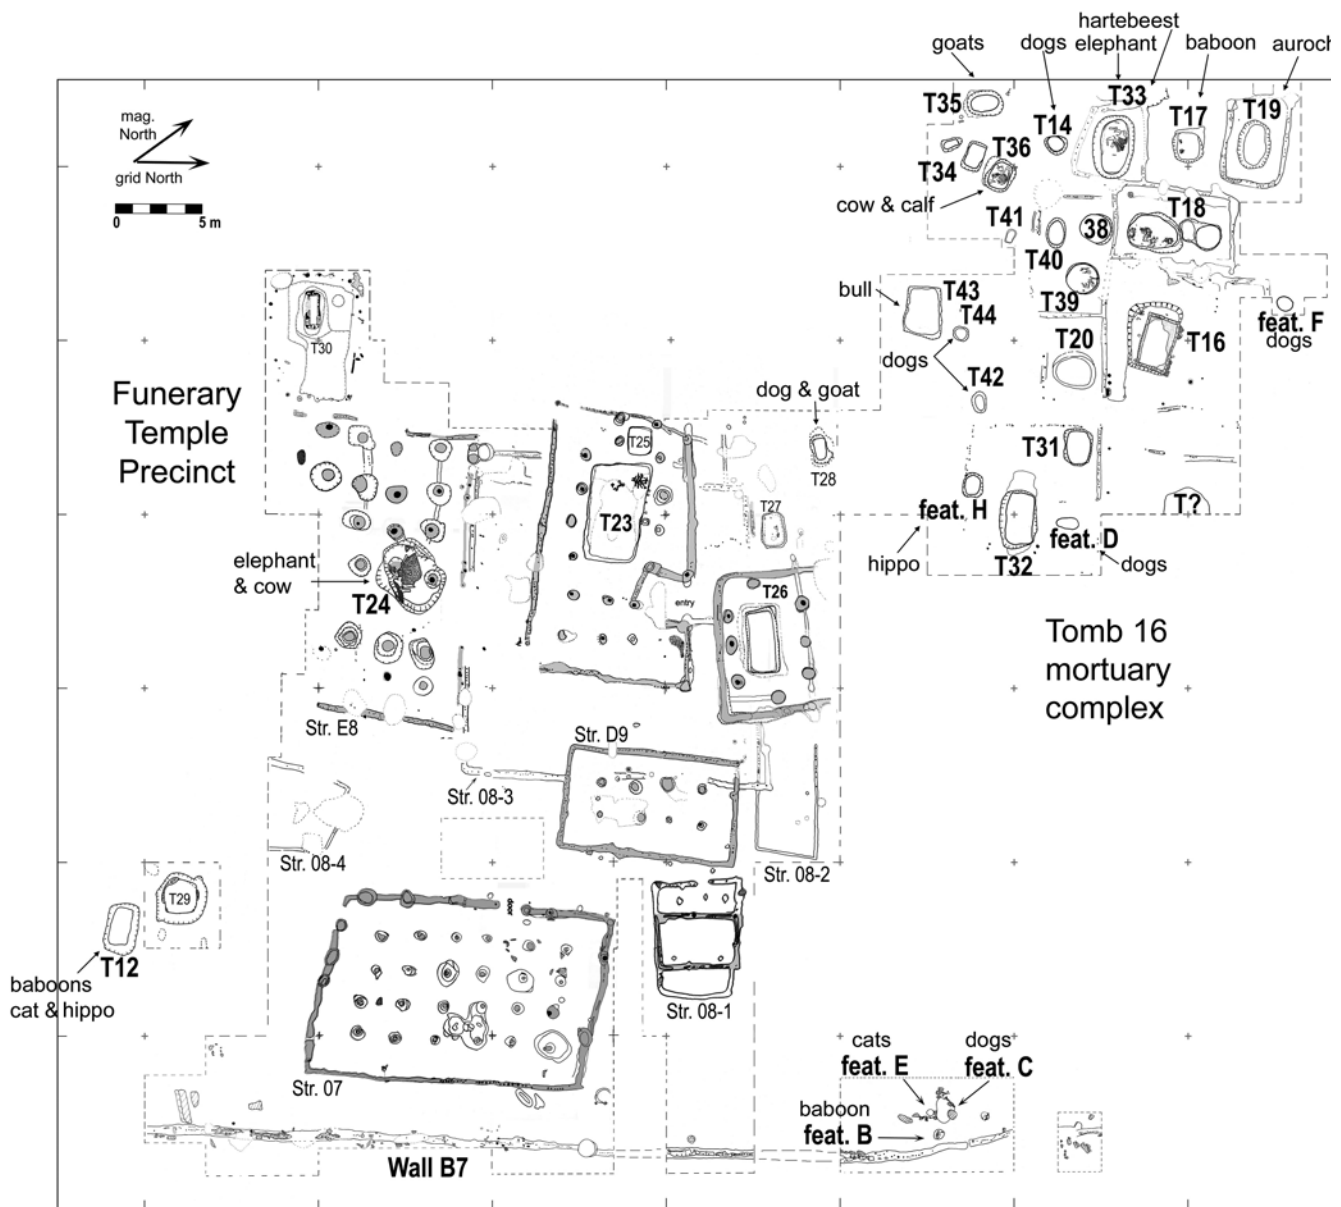 hartebeest
goats
dogs
elephant
baboon
auroch
T35
T14
T33
T17
T19
mag.
North
grid North
0
5 m
T34
T36
cow & calf
T41
38
T18
T40
bull
T43
T44
T39
feat. F
dogs
T16
T20
dogs
T42
T30
Funerary
Temple
Precinct
dog & goat
T25
T28
T31
T23
T27
feat. H
T?
hippo
feat. D
T32
dogs
elephant
& cow
T24
entry
T26
Tomb 16
mortuary
complex
Str. E8
Str. D9
Str. 08-3
Str. 08-4
Str. 08-2
T29
T12
door
baboons
cat & hippo
Str. 08-1
Str. 07
cats
dogs
feat. E
feat. C
baboon
feat. B
Wall B7